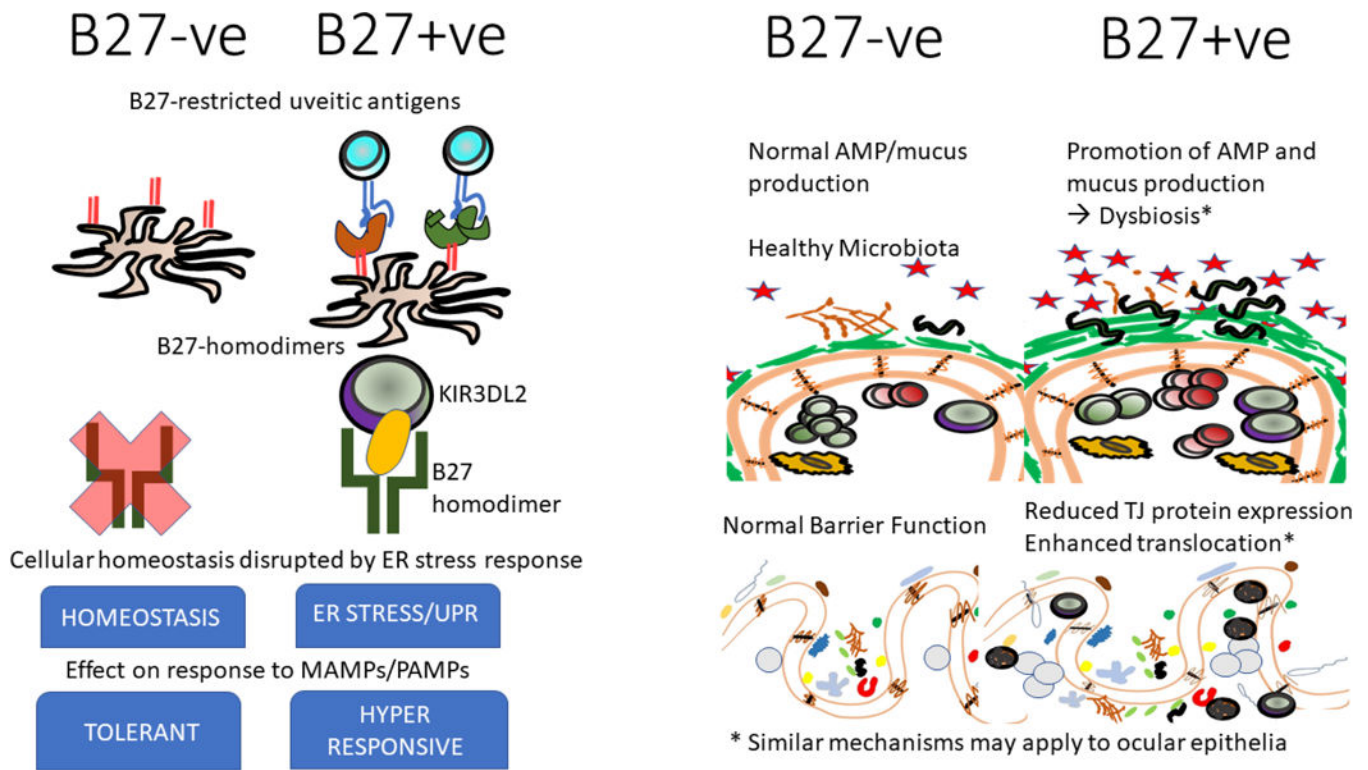 B27-ve B27+ve
B27-restricted uveitic antigens
B27-homodimers
KIR3DL2
B27
homodimer
Cellular homeostasis disrupted by ER stress response
HOMEOSTASIS
ER STRESS/UPR
Effect on response to MAMPs/PAMPs
TOLERANT
HYPER
RESPONSIVE
B27-ve B27+ve
Normal AMP/mucus
production
Promotion of AMP and
mucus production
→ Dysbiosis*
Healthy Microbiota
Normal Barrier Function
Reduced TJ protein expression
Enhanced translocation*
* Similar mechanisms may apply to ocular epithelia